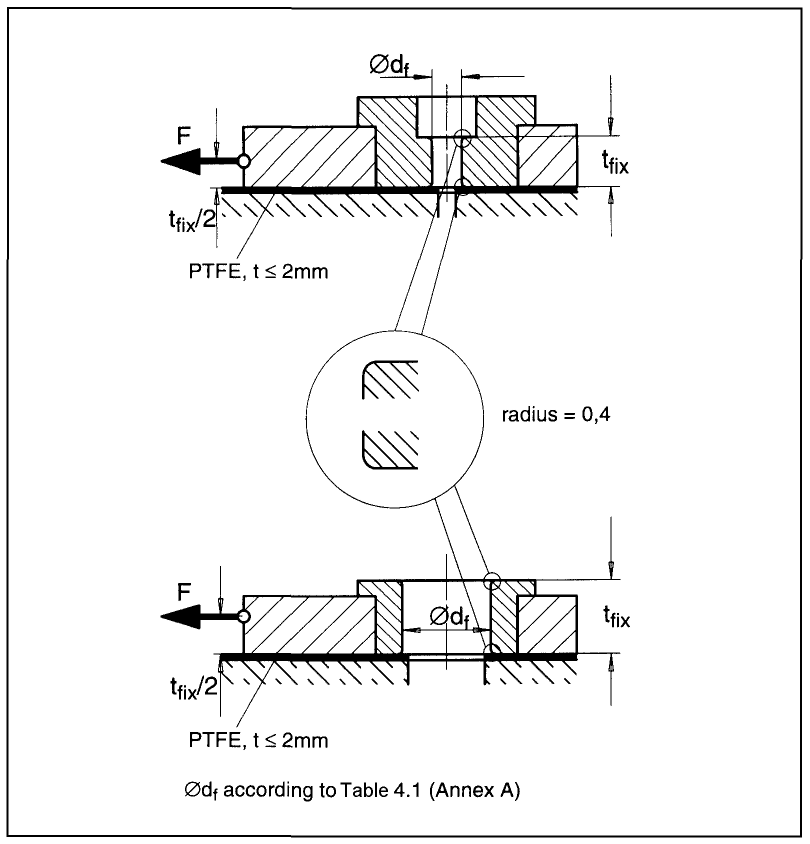 Ødf
F
tfix
tfix/2
PTFE, t ≤ 2mm
radius = 0,4
F
Ødf
tfix
tfix/2
PTFE, t ≤ 2mm
Ødf according to Table 4.1 (Annex A)